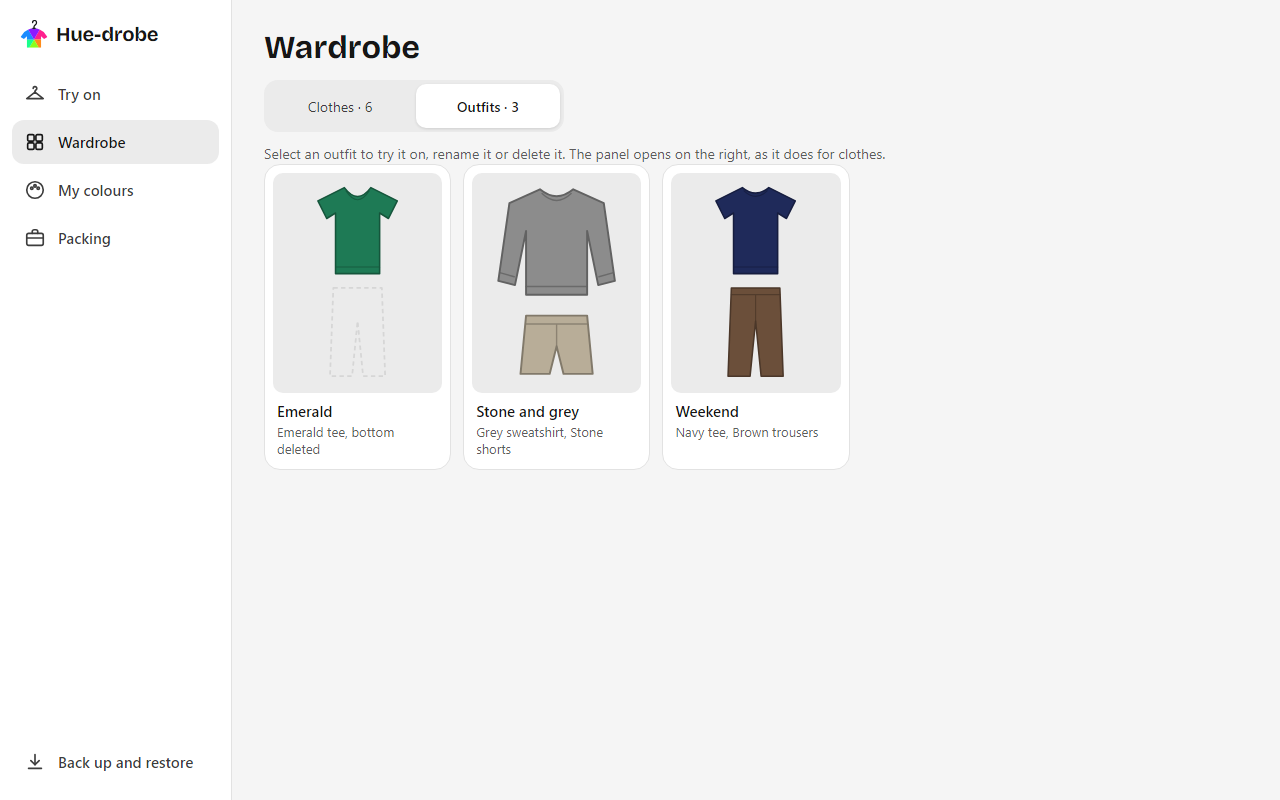 Hue-drobe
Try on
Wardrobe
My colours
Packing
Back up and restore
Wardrobe
Clothes · 6
Outfits · 3
Select an outfit to try it on, rename it or delete it. The panel opens on the right, as it does for clothes.
Emerald
Emerald tee, bottom
deleted
Stone and grey
Grey sweatshirt, Stone
shorts
Weekend
Navy tee, Brown trousers